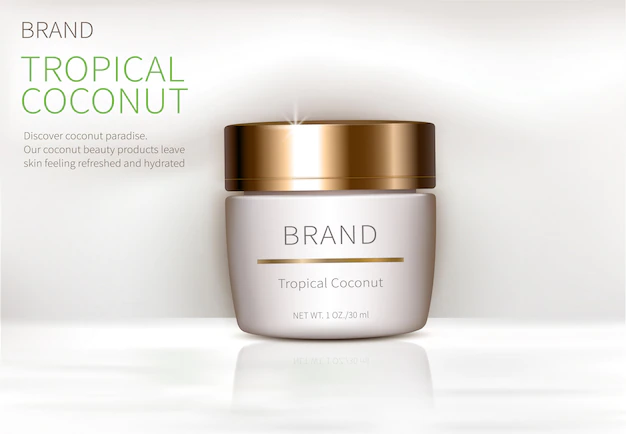 BRAND
TROPICAL
COCONUT
Discover coconut paradise.
Our coconut beauty products leave
skin feeling refreshed and hydrated
BRAND
Tropical Coconut
NET WT. 1 OZ./30 ml